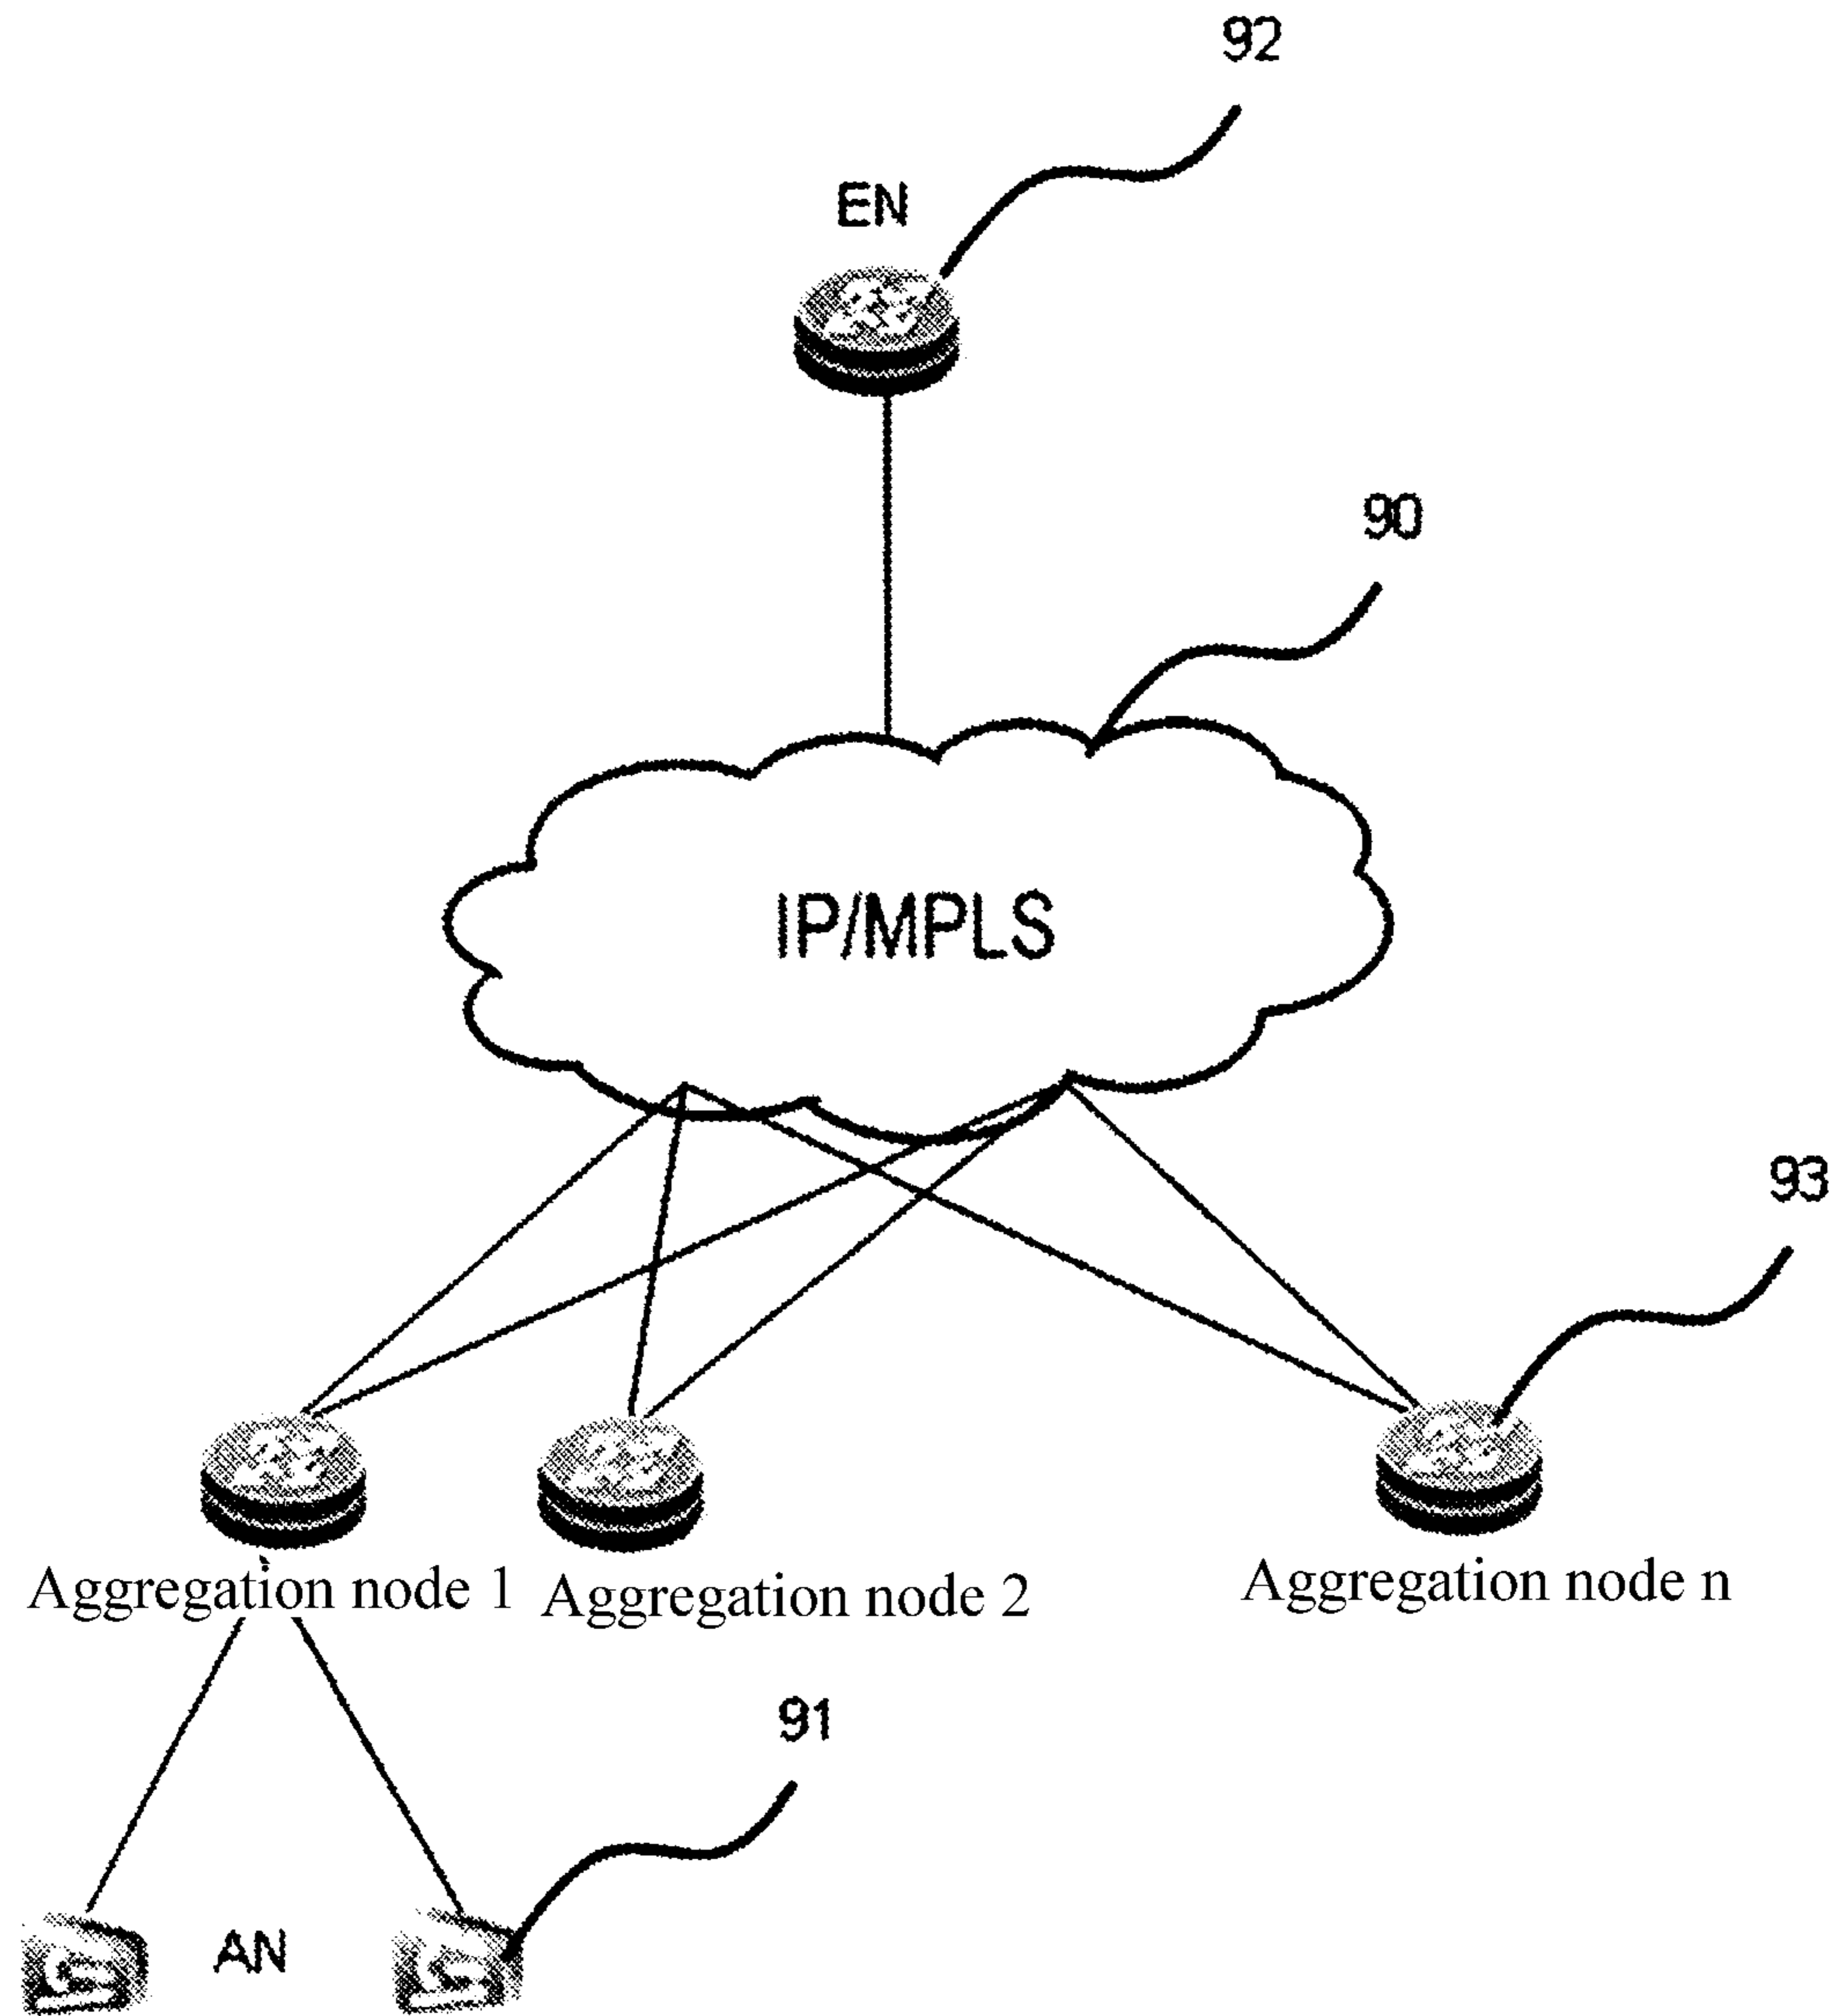 92
EN
90
IP/MPLS
93
Aggregation node 1
Aggregation node 2
Aggregation node n
91
AN